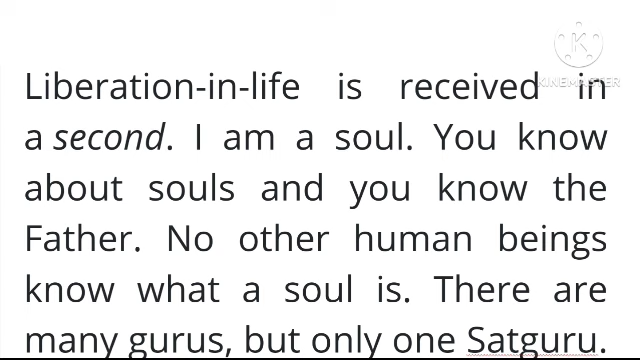 KINEMASTER
Liberation-in-life is received in
a second. I am a soul. You know
about souls and you know the
Father. No other human beings
know what a soul is. There are
many gurus, but only one Satguru.